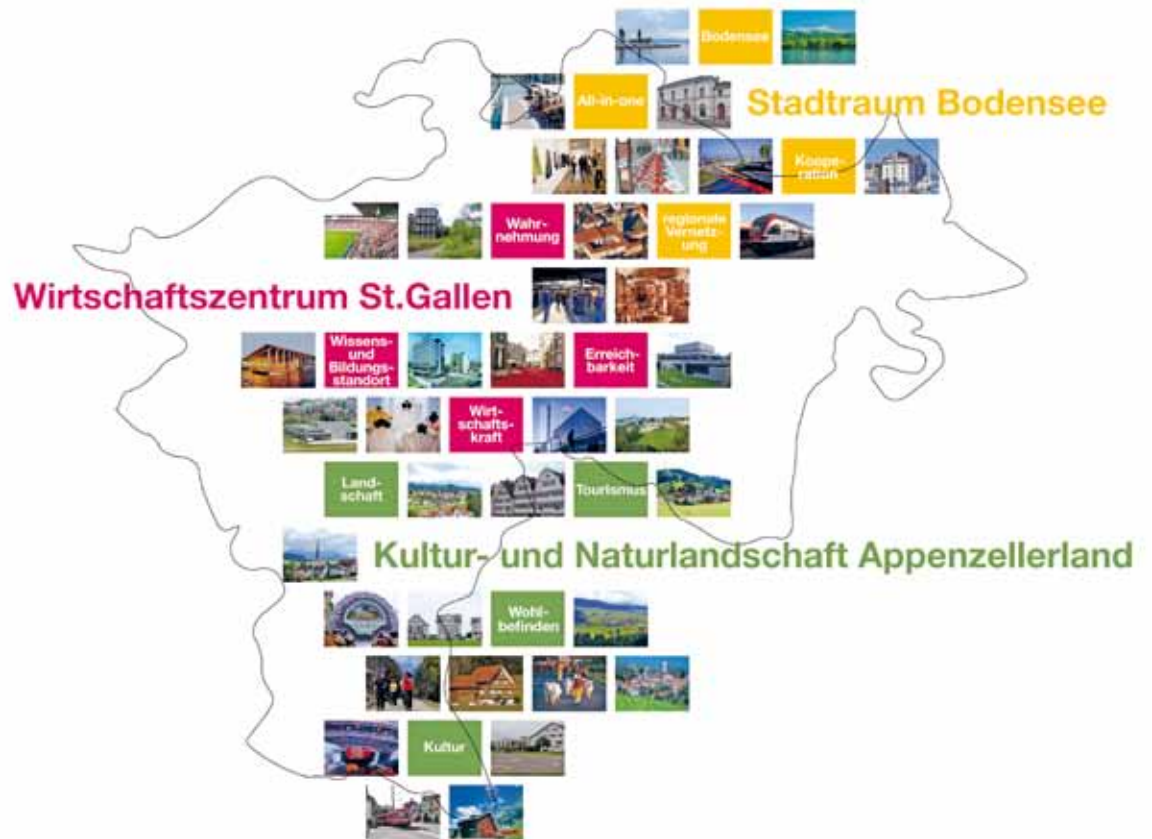 Bodensee
All-in-one
Stadtraum Bodensee
Koope-
ration
Wahr-
nehmung
regionale
Vernetz-
ung
Wirtschaftszentrum St.Gallen
Wissens-
und
Bildungs-
standort
Erreich-
barkeit
Wirt-
schafts-
kraft
Land-
schaft
Tourismus
Kultur- und Naturlandschaft Appenzellerland
Wohl-
befinden
Kultur